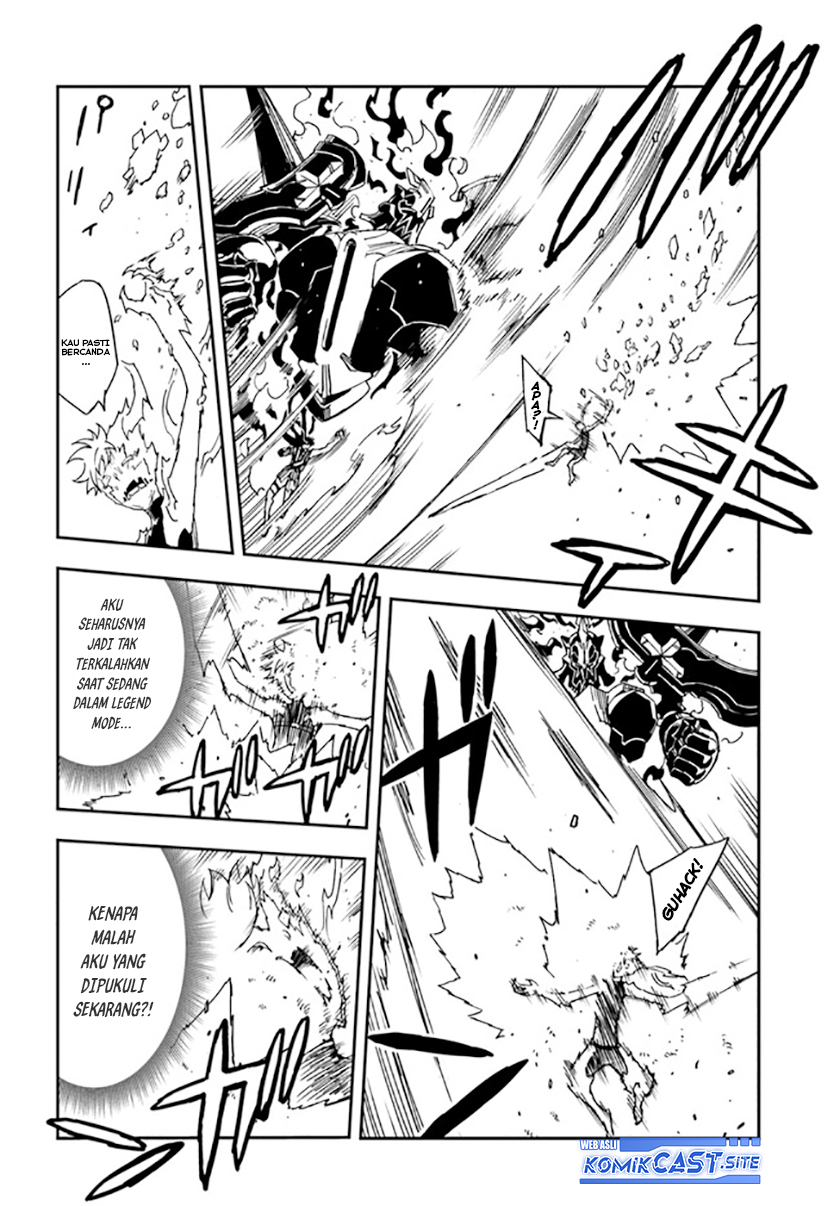 APA?!
KAU PASTI
BERCANDA
...
GUHACK!
AKU
SEHARUSNYA
JADI TAK
TERKALAHKAN
SAAT SEDANG
DALAM LEGEND
MODE...
KENAPA
MALAH
AKU YANG
DIPUKULI
SEKARANG?!
WEB ASLI
KOMIKCAST.SITE